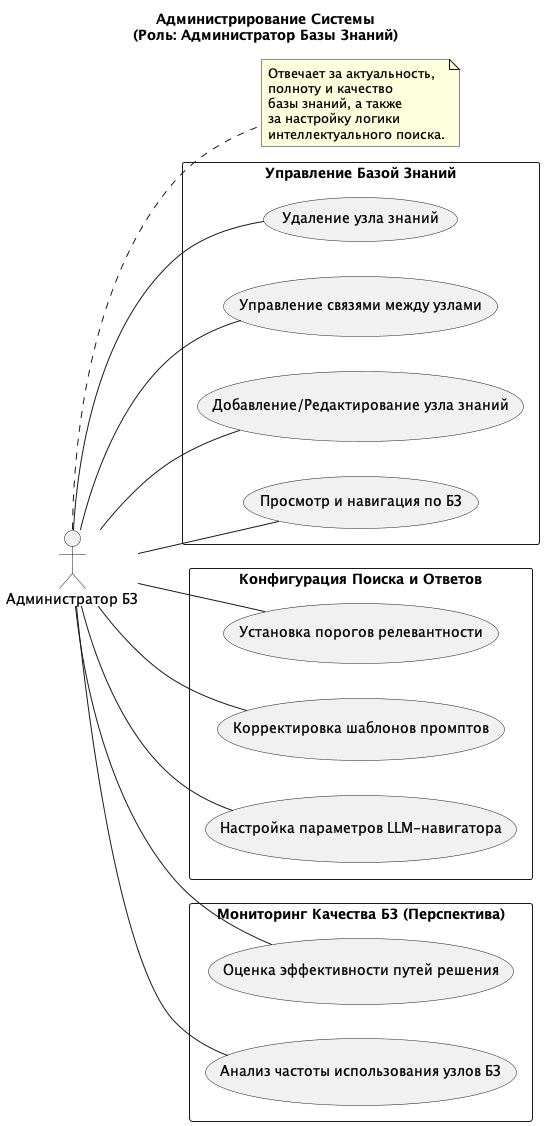 Администрирование Системы
(Роль: Администратор Базы Знаний)
Отвечает за актуальность,
полноту и качество
базы знаний, а также
за настройку логики
интеллектуального поиска.
Управление Базой Знаний
Удаление узла знаний
Управление связями между узлами
Добавление/Редактирование узла знаний
Просмотр и навигация по БЗ
Администратор БЗ
Конфигурация Поиска и Ответов
Установка порогов релевантности
Корректировка шаблонов промптов
Настройка параметров LLM-навигатора
Мониторинг Качества БЗ (Перспектива)
Оценка эффективности путей решения
Анализ частоты использования узлов БЗ